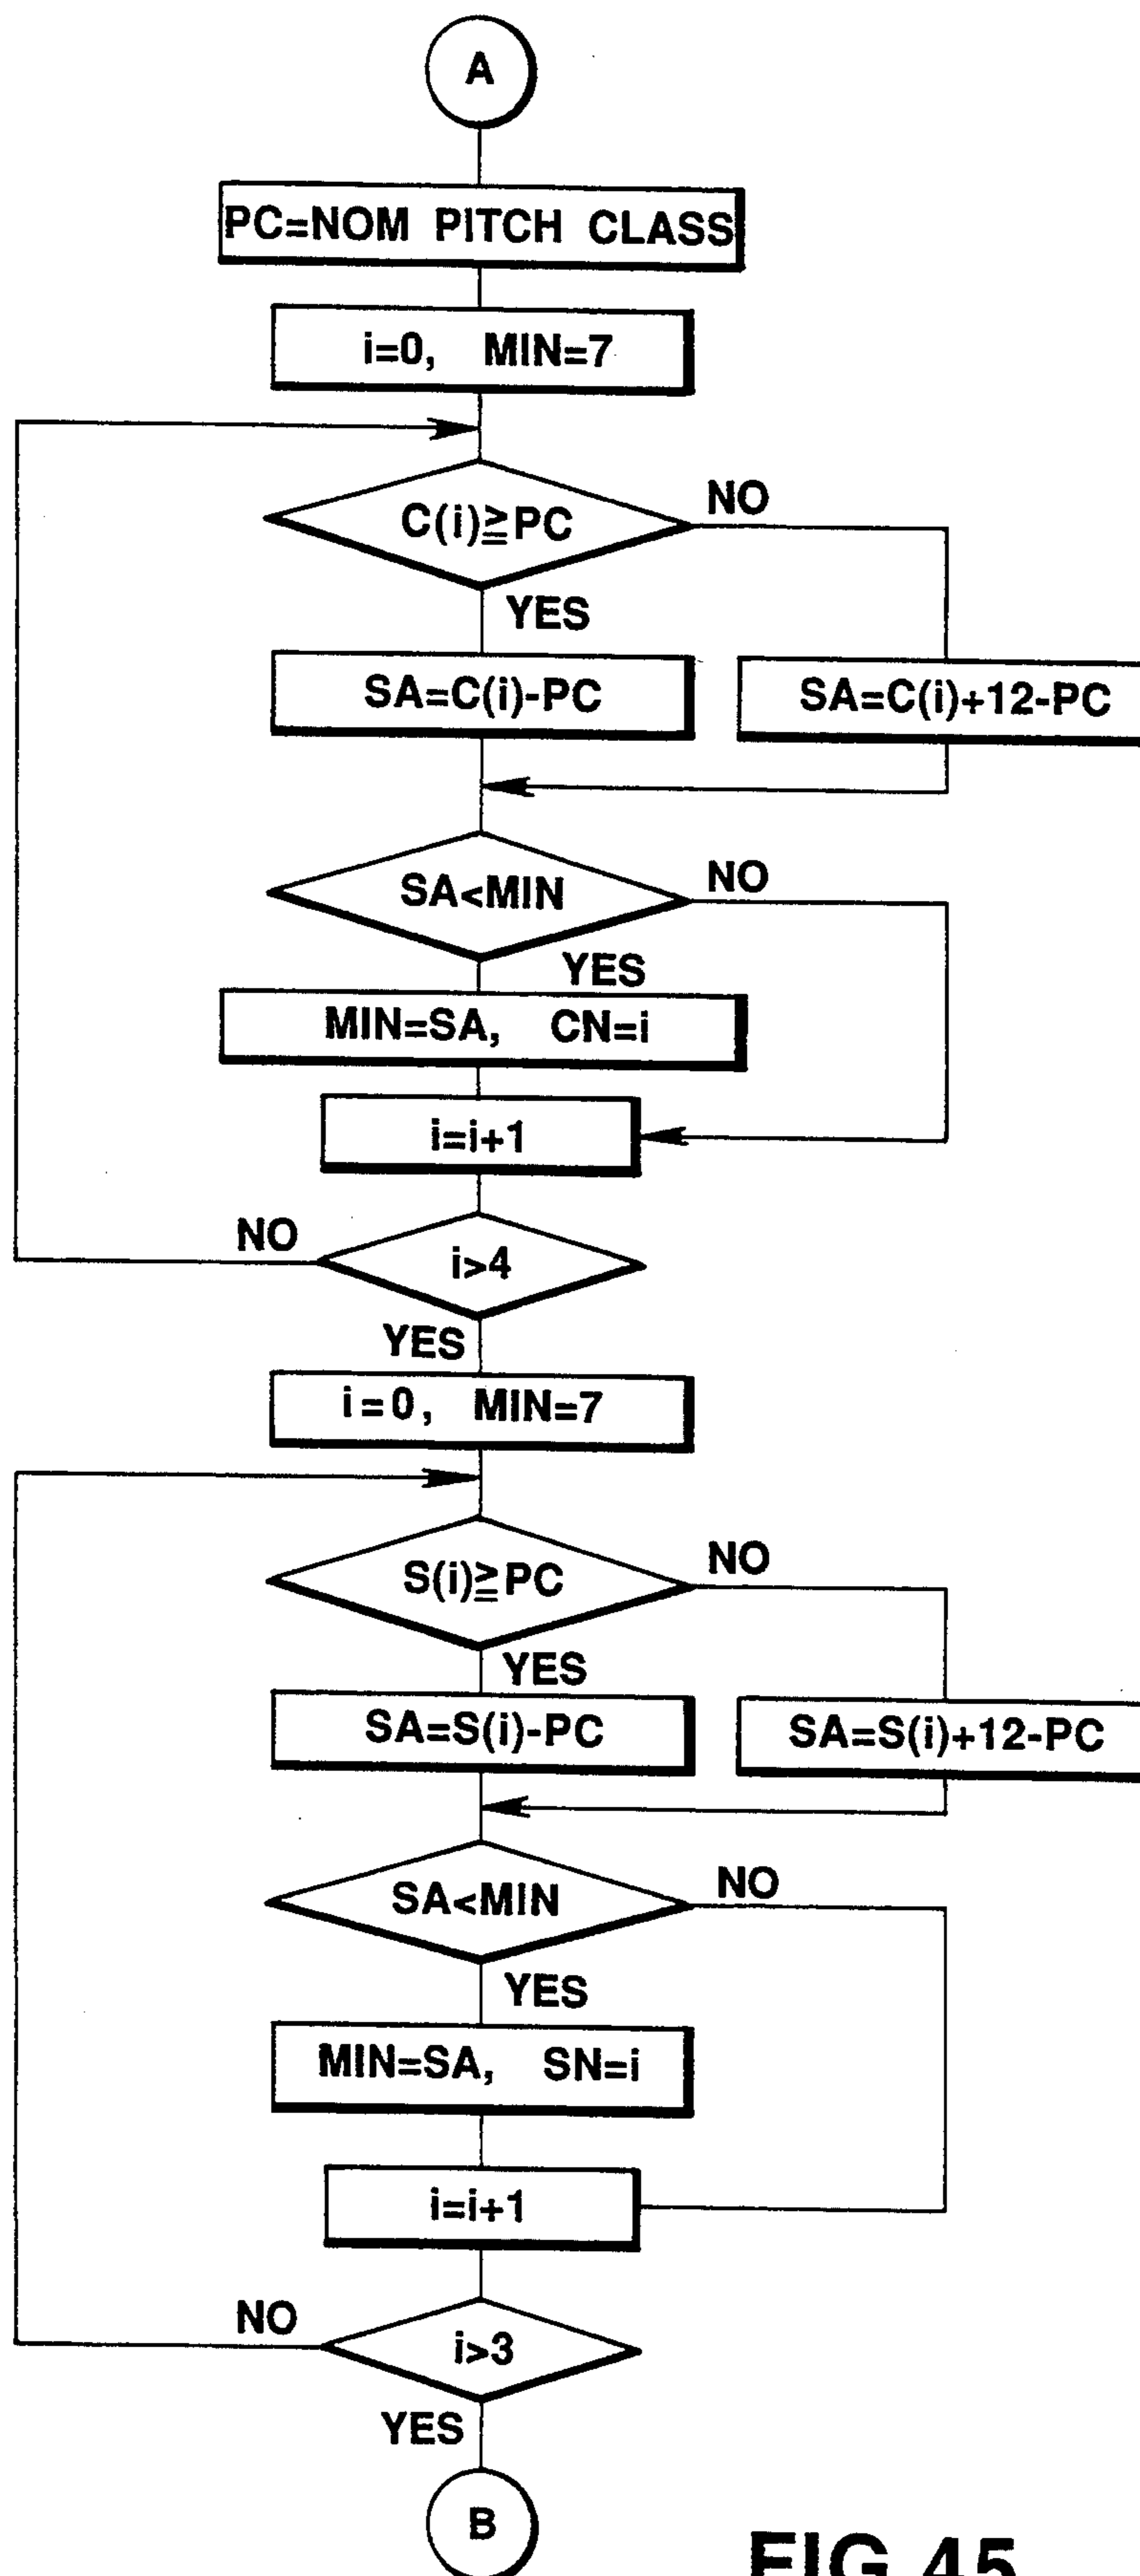 A
PC=NOM PITCH CLASS
i=0, MIN=7
C(i)≧PC
NO
YES
SA=C(i)-PC
SA=C(i)+12-PC
SA<MIN
NO
YES
MIN=SA, CN=i
i=i+1
NO
i>4
YES
i=0, MIN=7
S(i)≧PC
NO
YES
SA=S(i)-PC
SA=S(i)+12-PC
SA<MIN
NO
YES
MIN=SA, SN=i
i=i+1
NO
i>3
YES
B
FIG.45